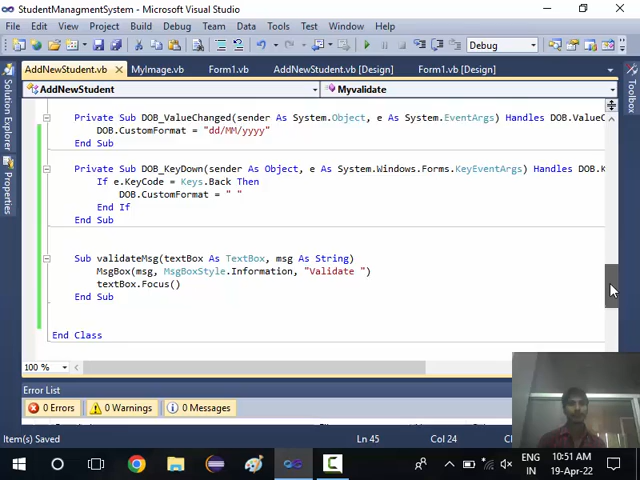 StudentManagmentSystem - Microsoft Visual Studio
File Edit View Project Build Debug Team Data Tools Test Window Help
Debug
AddNewStudent.vb MyImage.vb Form1.vb AddNewStudent.vb [Design] Form1.vb [Design]
AddNewStudent Myvalidate
Solution Explorer
Properties
Toolbox
Private Sub DOB_ValueChanged(sender As System.Object, e As System.EventArgs) Handles DOB.ValueC
DOB.CustomFormat = "dd/MM/yyyy"
End Sub
Private Sub DOB_KeyDown(sender As Object, e As System.Windows.Forms.KeyEventArgs) Handles DOB.K
If e.KeyCode = Keys.Back Then
DOB.CustomFormat = " "
End If
End Sub
Sub validateMsg(textBox As TextBox, msg As String)
MsgBox(msg, MsgBoxStyle.Information, "Validate ")
textBox.Focus()
End Sub
End Class
100 %
Error List
0 Errors 0 Warnings 0 Messages
Item(s) Saved Ln 45 Col 24
ENG 10:51 AM
IN 19-Apr-22